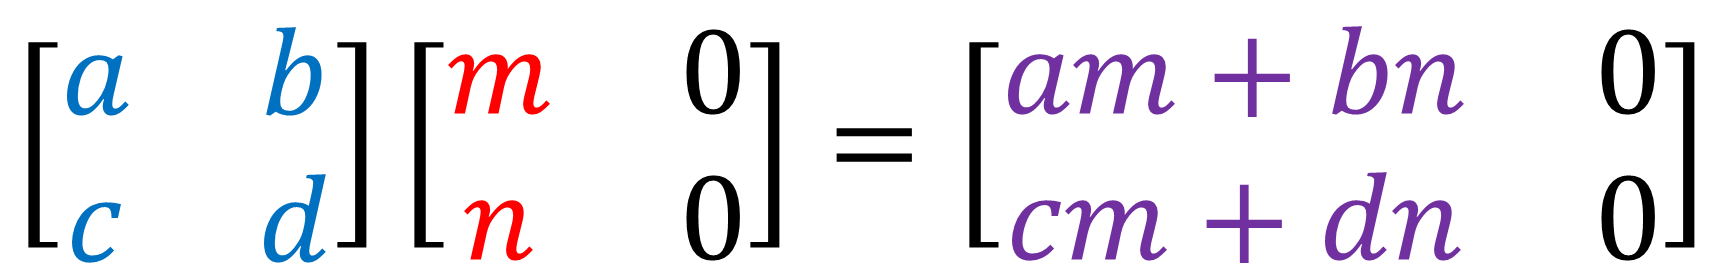 [a b] [m 0] = [am + bn 0]
[c d] [n 0] [cm + dn 0]